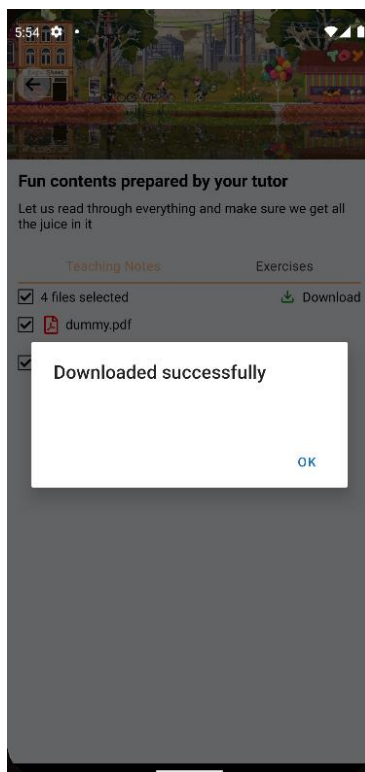 5:54
TOY
Fun contents prepared by your tutor
Let us read through everything and make sure we get all
the juice in it
Teaching Notes
Exercises
4 files selected
Download
dummy.pdf
Downloaded successfully
OK